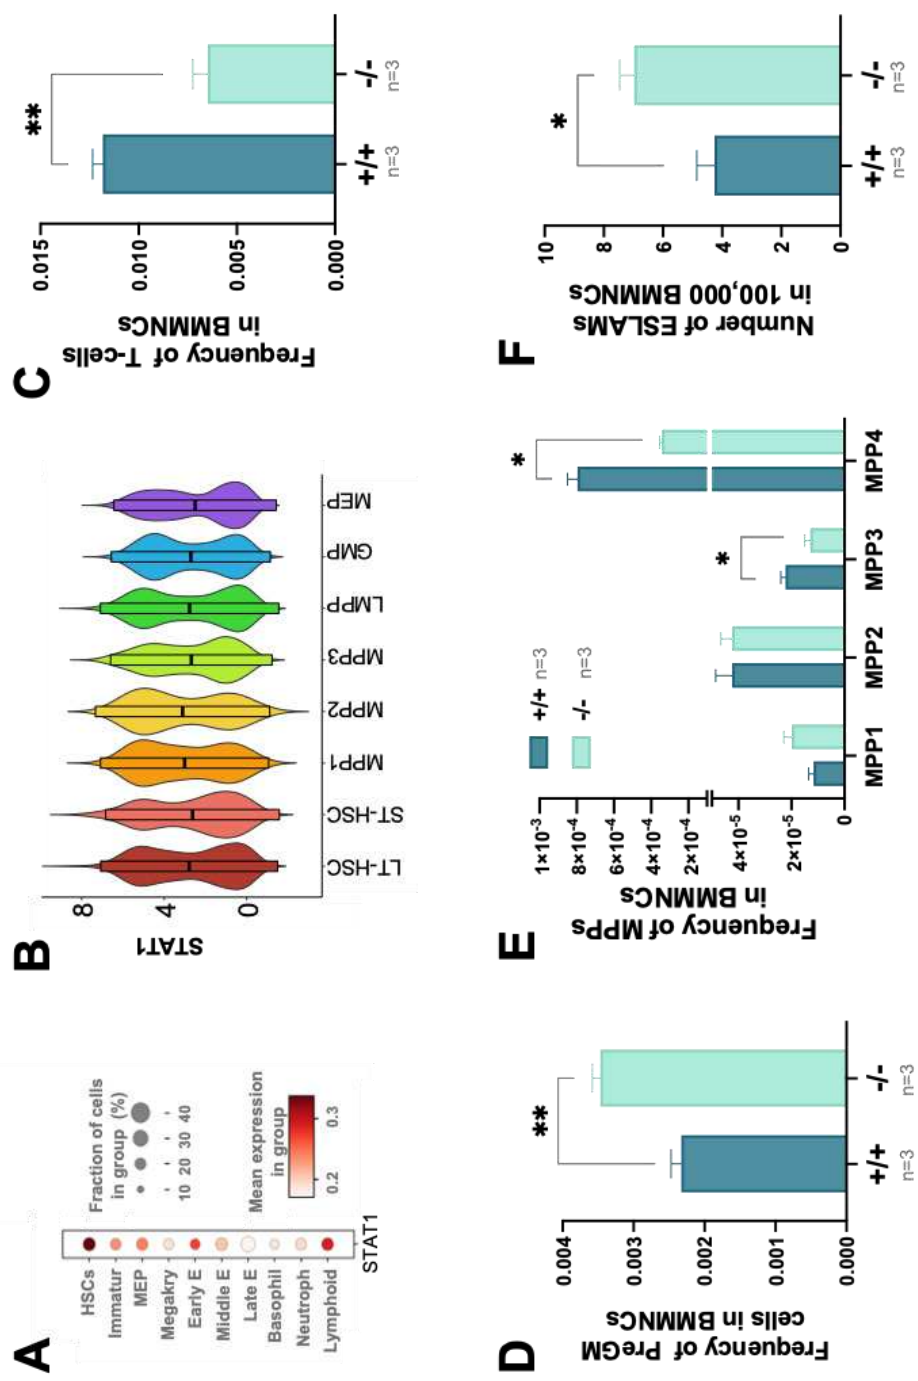 A
HSCs
Immatur
MEP
Megakry
Early E
Middle E
Late E
Basophil
Neutroph
Lymphoid
STAT1
Fraction of cells
in group (%)
10 20 30 40
Mean expression
in group
0.2 0.3
B
STAT1
8
4
0
LT-HSC
ST-HSC
MPP1
MPP2
MPP3
LMPP
GMP
MEP
C
Frequency of T-cells
in BMMNCs
0.015
0.010
0.005
0.000
**
+/+
n=3
-/-
n=3
D
Frequency of PreGM
cells in BMMNCs
0.004
0.003
0.002
0.001
0.000
**
+/+
n=3
-/-
n=3
E
Frequency of MPPs
in BMMNCs
1×10⁻³
8×10⁻⁴
6×10⁻⁴
4×10⁻⁴
2×10⁻⁴
4×10⁻⁵
2×10⁻⁵
0
+/+ n=3
-/- n=3
*
*
MPP1
MPP2
MPP3
MPP4
F
Number of ESLAMs
in 100,000 BMMNCs
10
8
6
4
2
0
*
+/+
n=3
-/-
n=3